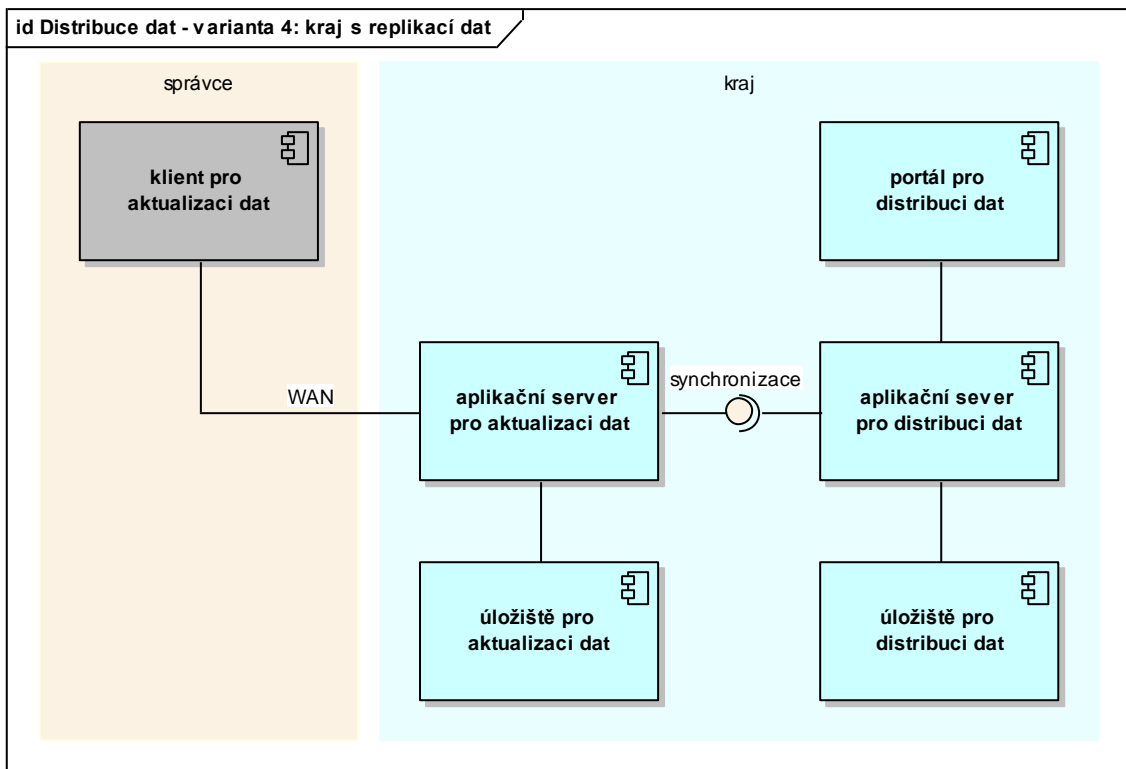 id Distribuce dat - varianta 4: kraj s replikací dat
správce
kraj
klient pro
aktualizaci dat
portál pro
distribuci dat
WAN
aplikační server
pro aktualizaci dat
synchronizace
aplikační sever
pro distribuci dat
úložiště pro
aktualizaci dat
úložiště pro
distribuci dat